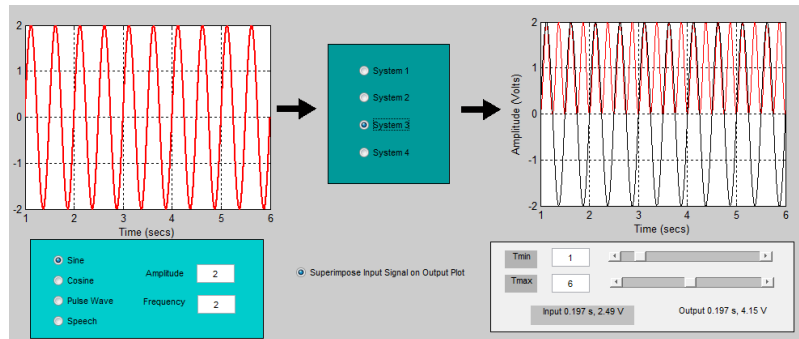 2
1
0
-1
-2
1 2 3 4 5 6
Time (secs)
System 1
System 2
System 3
System 4
Amplitude (Volts)
2
1
0
-1
-2
1 2 3 4 5 6
Time (secs)
Sine
Cosine
Pulse Wave
Speech
Amplitude 2
Frequency 2
Superimpose Input Signal on Output Plot
Tmin 1
Tmax 6
Input 0.197 s, 2.49 V
Output 0.197 s, 4.15 V